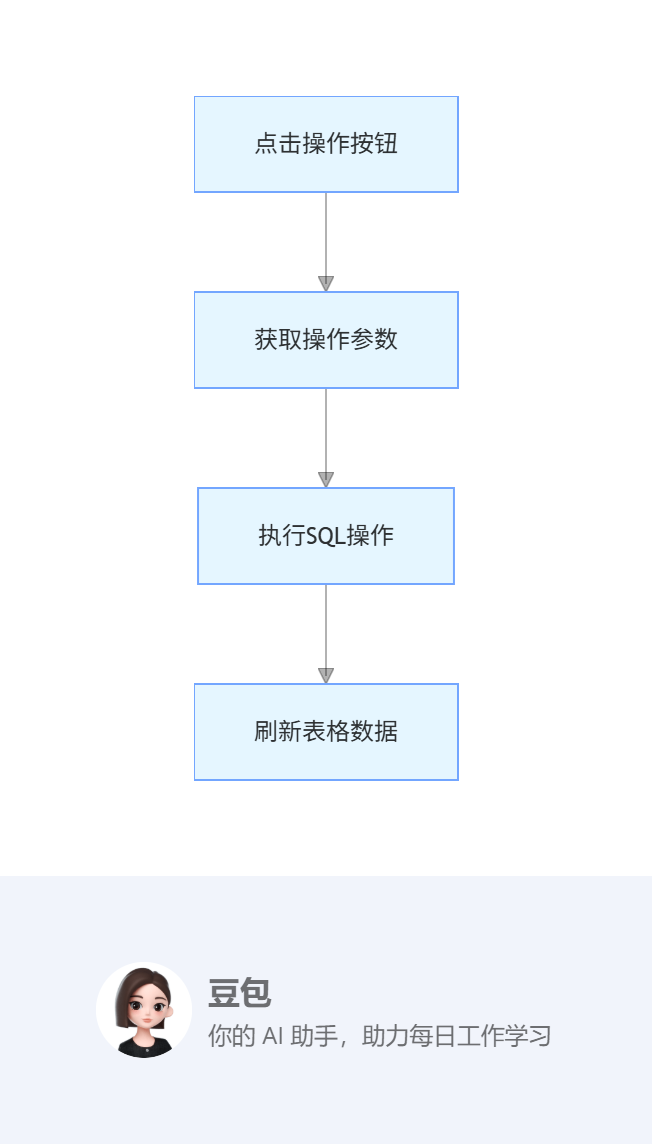 点击操作按钮
获取操作参数
执行SQL操作
刷新表格数据
豆包
你的 AI 助手，助力每日工作学习